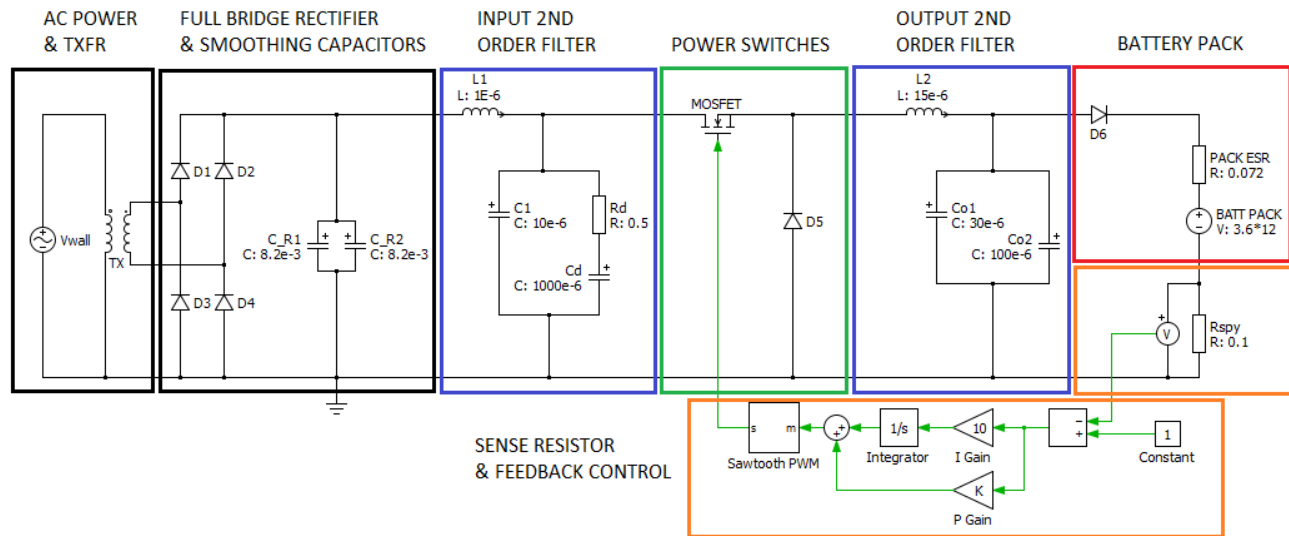 AC POWER
& TXFR
FULL BRIDGE RECTIFIER
& SMOOTHING CAPACITORS
INPUT 2ND
ORDER FILTER
POWER SWITCHES
OUTPUT 2ND
ORDER FILTER
BATTERY PACK
Vwall
TX
D1
D2
D3
D4
C_R1
C: 8.2e-3
C_R2
C: 8.2e-3
L1
L: 1E-6
C1
C: 10e-6
Rd
R: 0.5
Cd
C: 1000e-6
MOSFET
D5
L2
L: 15e-6
Co1
C: 30e-6
Co2
C: 100e-6
D6
PACK ESR
R: 0.072
BATT PACK
V: 3.6*12
V
Rspy
R: 0.1
SENSE RESISTOR
& FEEDBACK CONTROL
s
m
Sawtooth PWM
1/s
Integrator
10
I Gain
K
P Gain
1
Constant